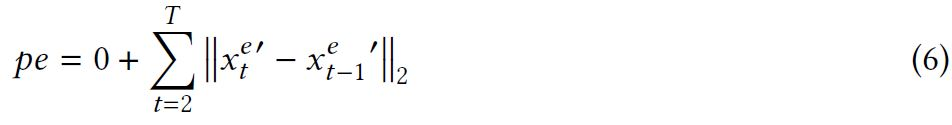 $pe = 0 + \sum_{t=2}^{T} \left\| x_t^{e\prime} - x_{t-1}^{e}{}^{\prime} \right\|_2$ (6)